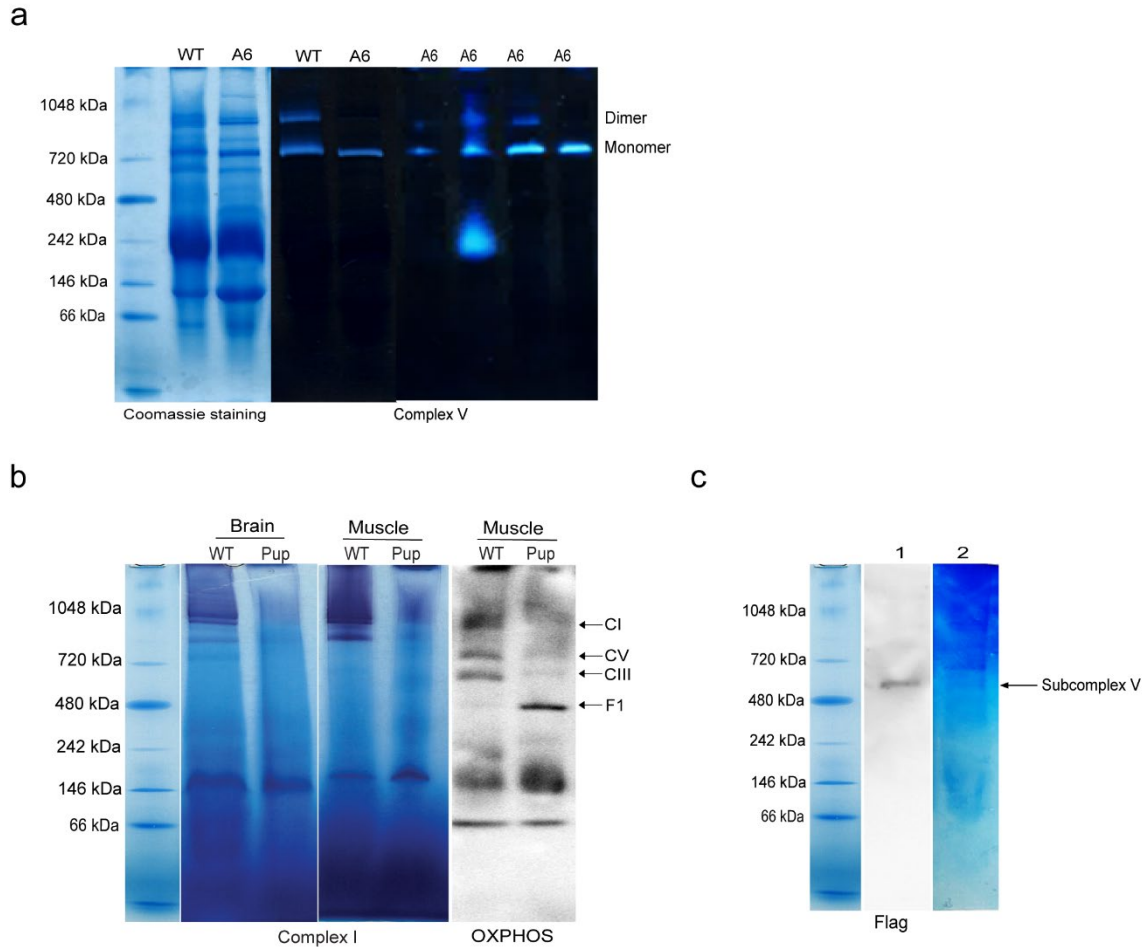 a
WT A6 WT A6 A6 A6 A6 A6
1048 kDa
720 kDa
480 kDa
242 kDa
146 kDa
66 kDa
Dimer
Monomer
Coomassie staining
Complex V
b
Brain Muscle Muscle
WT Pup WT Pup WT Pup
1048 kDa
720 kDa
480 kDa
242 kDa
146 kDa
66 kDa
CI
CV
CIII
F1
Complex I
OXPHOS
c
1 2
1048 kDa
720 kDa
480 kDa
242 kDa
146 kDa
66 kDa
Subcomplex V
Flag